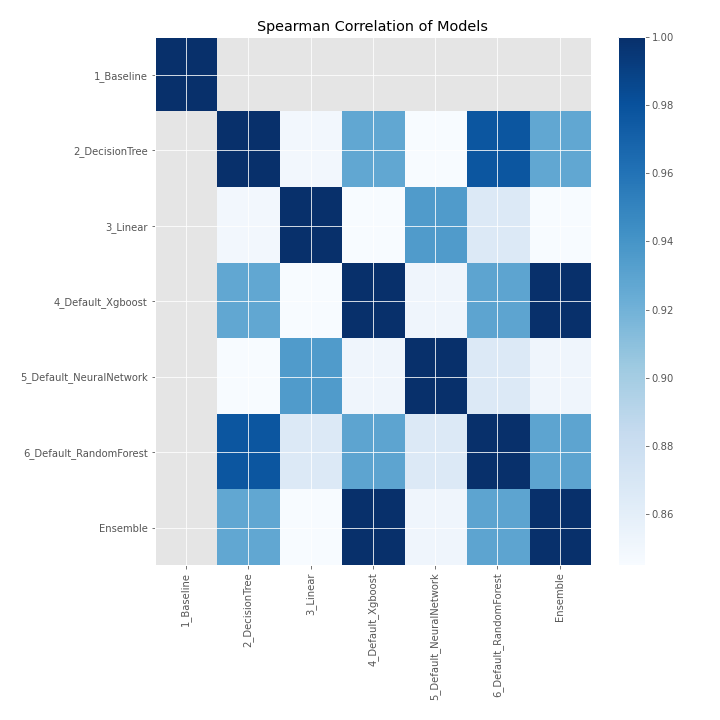 Spearman Correlation of Models
1_Baseline
2_DecisionTree
3_Linear
4_Default_Xgboost
5_Default_NeuralNetwork
6_Default_RandomForest
Ensemble
1_Baseline
2_DecisionTree
3_Linear
4_Default_Xgboost
5_Default_NeuralNetwork
6_Default_RandomForest
Ensemble
1.00
0.98
0.96
0.94
0.92
0.90
0.88
0.86